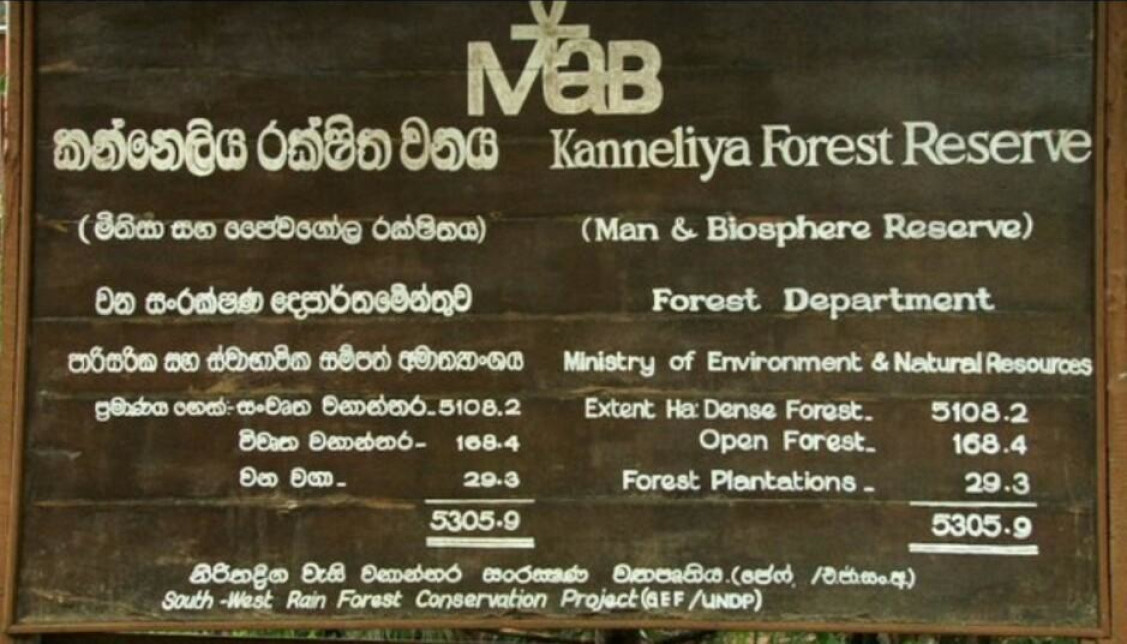 MAB
කන්නෙලිය රක්ෂිත වනය Kanneliya Forest Reserve
(මිනිසා සහ ජෛවගෝල රක්ෂිතය) (Man & Biosphere Reserve)
වන සංරක්ෂණ දෙපාර්තමේන්තුව Forest Department
පාරිසරික සහ ස්වාභාවික සම්පත් අමාත්‍යාංශය Ministry of Environment & Natural Resources
ප්‍රමාණය හෙක්:-සංවෘත වනාන්තර-5108.2 Extent Ha: Dense Forest- 5108.2
විවෘත වනාන්තර- 168.4 Open Forest- 168.4
වන වගා- 29.3 Forest Plantations - 29.3
5305.9 5305.9
නිරිතදිග වැසි වනාන්තර සංරක්ෂණ ව්‍යාපෘතිය.(ජෙෆ් /එ.ජා.සං.අ.)
South-West Rain Forest Conservation Project(GEF/UNDP)